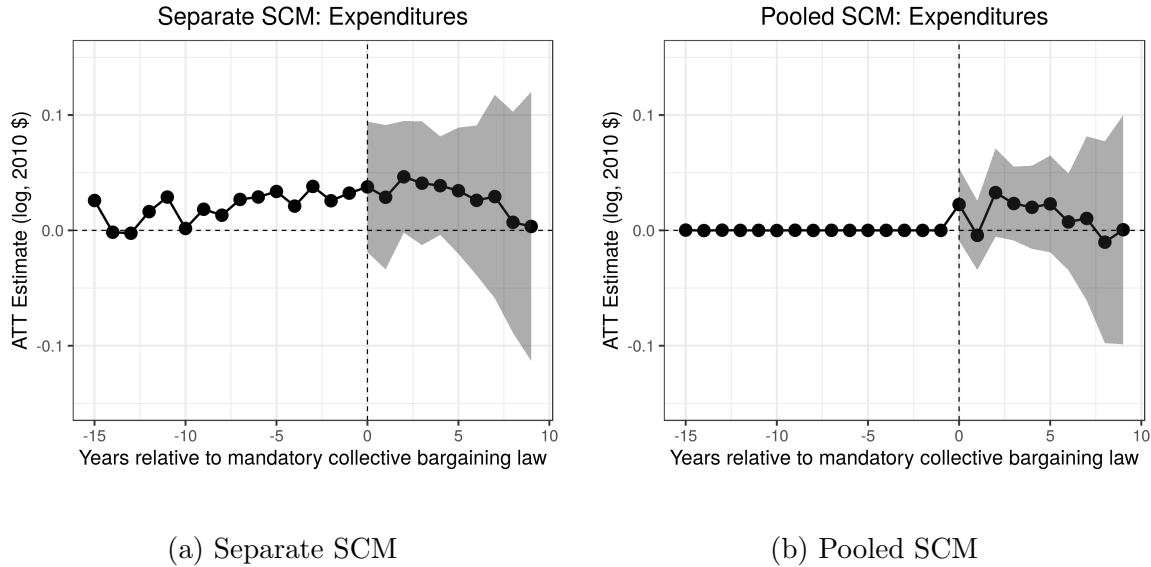 Separate SCM: Expenditures
ATT Estimate (log, 2010 $)
0.1
0.0
-0.1
-15 -10 -5 0 5 10
Years relative to mandatory collective bargaining law
(a) Separate SCM
Pooled SCM: Expenditures
ATT Estimate (log, 2010 $)
0.1
0.0
-0.1
-15 -10 -5 0 5 10
Years relative to mandatory collective bargaining law
(b) Pooled SCM